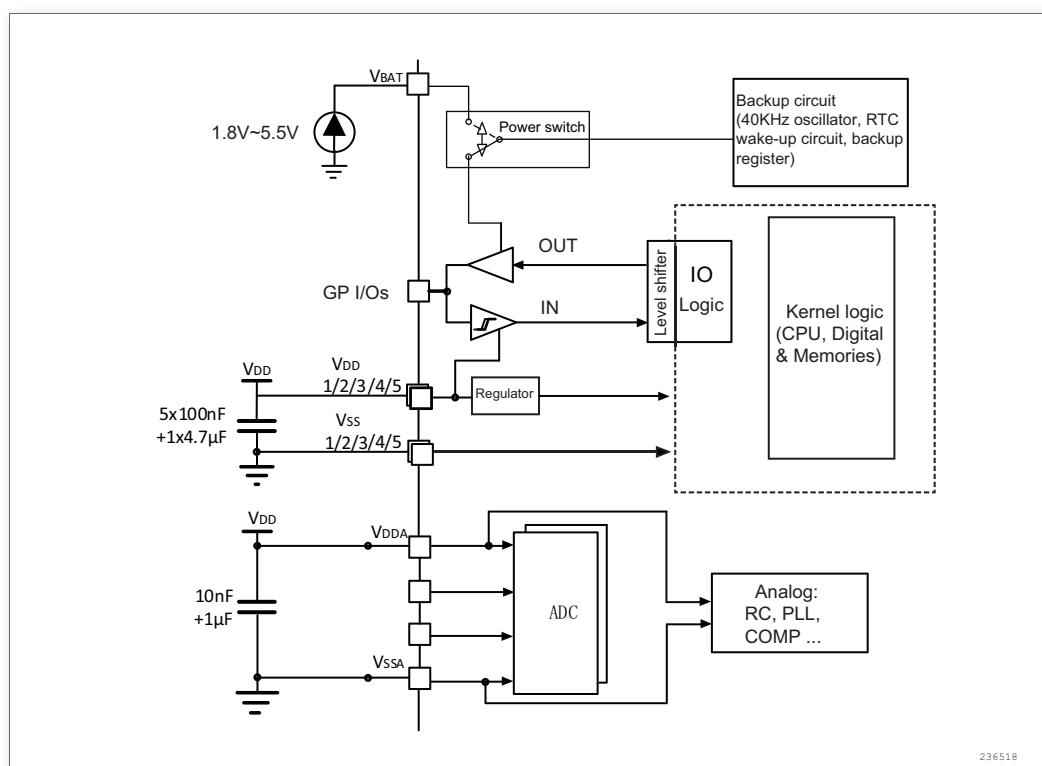 VBAT
1.8V~5.5V
Power switch
Backup circuit
(40KHz oscillator, RTC
wake-up circuit, backup
register)
OUT
GP I/Os
IN
Level shifter
IO
Logic
Kernel logic
(CPU, Digital
& Memories)
VDD
VDD
1/2/3/4/5
Regulator
5x100nF
+1x4.7μF
VSS
1/2/3/4/5
VDD
VDDA
10nF
+1μF
ADC
Analog:
RC, PLL,
COMP ...
VSSA
236518